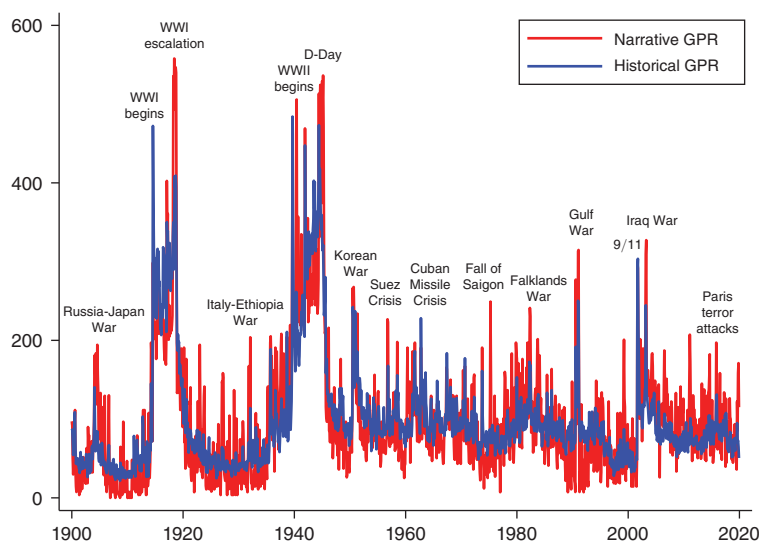 600
400
200
0
1900
1920
1940
1960
1980
2000
2020
Narrative GPR
Historical GPR
Russia-Japan
War
WWI
begins
WWI
escalation
Italy-Ethiopia
War
WWII
begins
D-Day
Korean
War
Suez
Crisis
Cuban
Missile
Crisis
Fall of
Saigon
Falklands
War
Gulf
War
9/11
Iraq War
Paris
terror
attacks